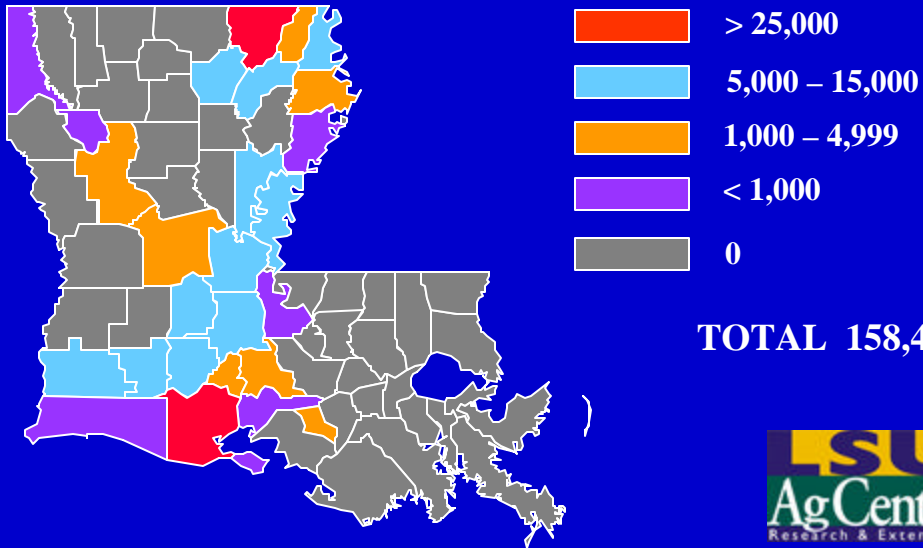 > 25,000
5,000 – 15,000
1,000 – 4,999
< 1,000
0
TOTAL 158,4
LSU
AgCent
Research & Exten